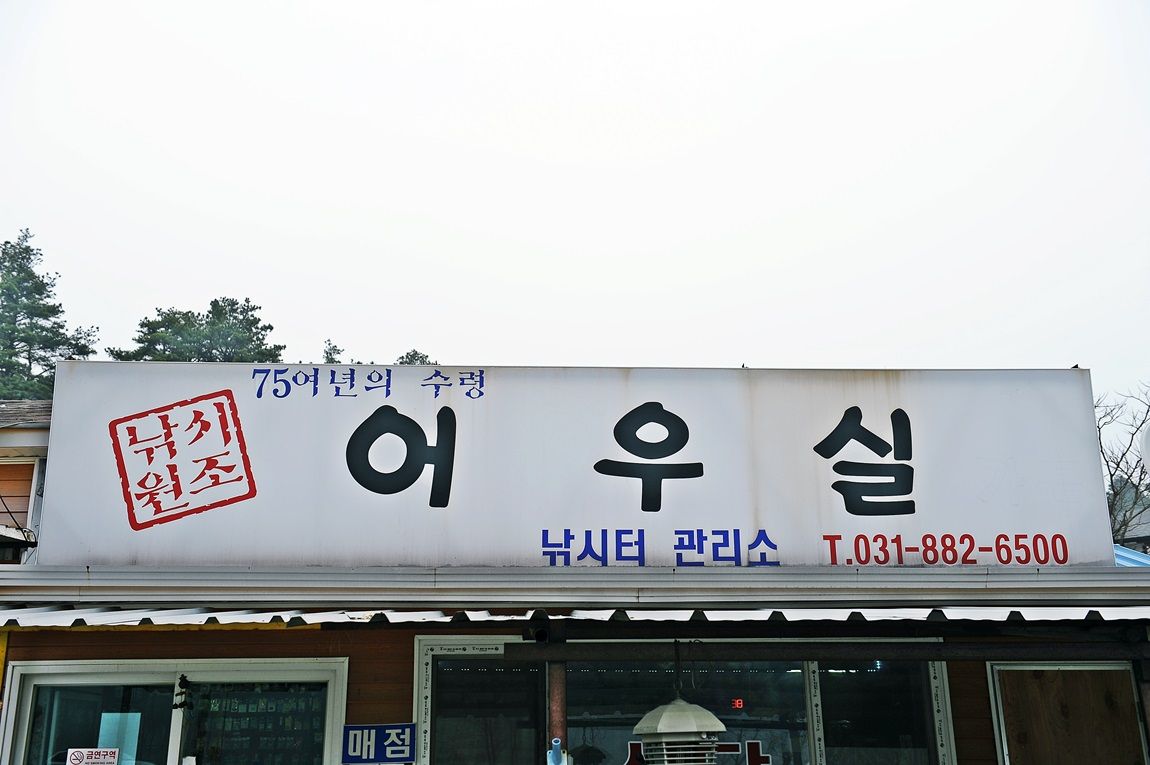 75여년의 수령
낚시
원조
어우실
낚시터 관리소
T.031-882-6500
매점
금연구역
38